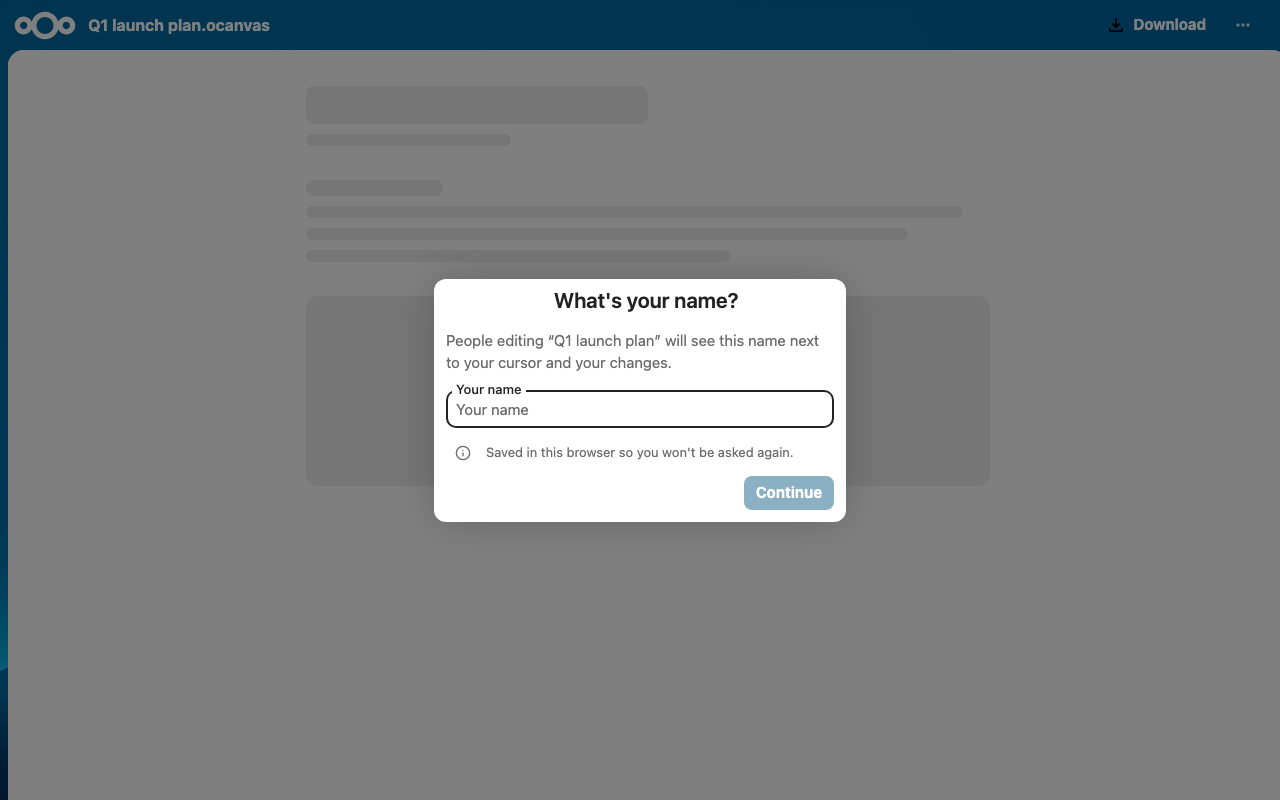 Q1 launch plan.ocanvas
Download
What's your name?
People editing “Q1 launch plan” will see this name next
to your cursor and your changes.
Your name
Your name
Saved in this browser so you won't be asked again.
Continue